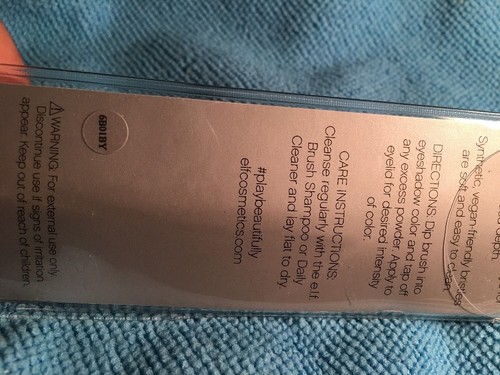 Synthetic, vegan-friendly bristles
are soft and easy to clean.
DIRECTIONS: Dip brush into
eyeshadow color and tap off
any excess powder. Apply to
eyelid for desired intensity
of color.
CARE INSTRUCTIONS:
Cleanse regularly with the e.l.f.
Brush Shampoo or Daily
Cleaner and lay flat to dry.
#playbeautifully
elfcosmetics.com
6B01BY
⚠WARNING: For external use only.
Discontinue use if signs of irritation
appear. Keep out of reach of children.